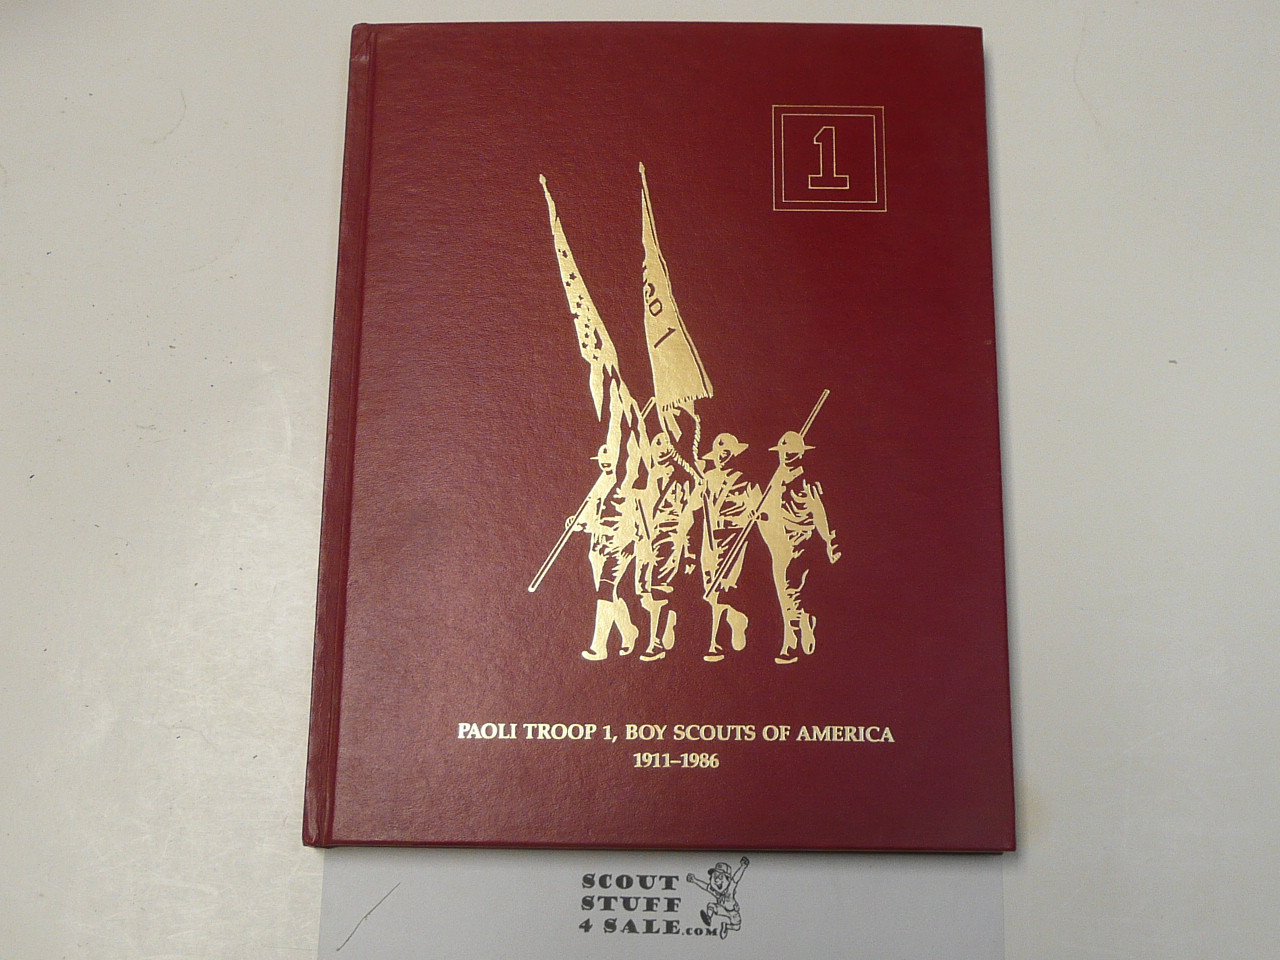 1
PAOLI TROOP 1, BOY SCOUTS OF AMERICA
1911–1986
SCOUT
STUFF
4 SALE.com